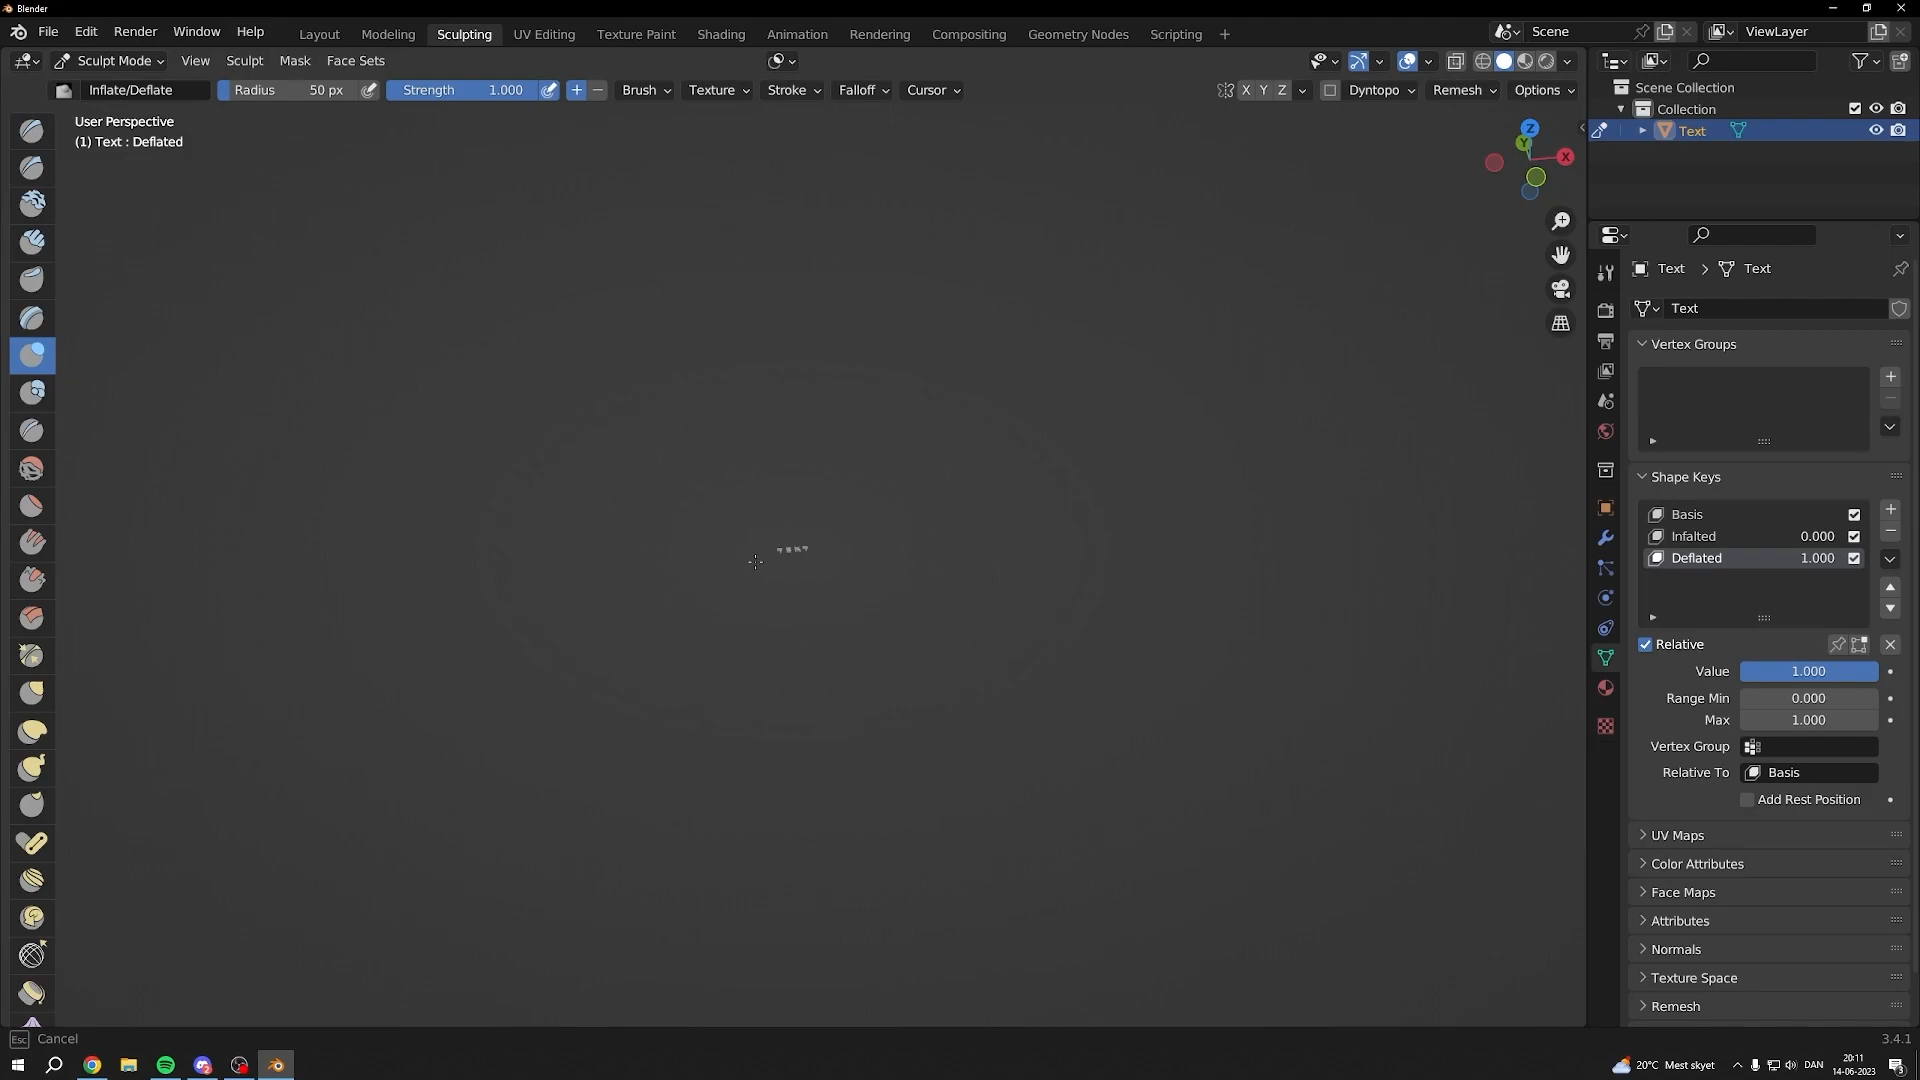 Blender
File Edit Render Window Help Layout Modeling Sculpting UV Editing Texture Paint Shading Animation Rendering Compositing Geometry Nodes Scripting + Scene ViewLayer
Sculpt Mode View Sculpt Mask Face Sets
Inflate/Deflate Radius 50 px Strength 1.000 Brush Texture Stroke Falloff Cursor X Y Z Dyntopo Remesh Options
Scene Collection
Collection
Text
User Perspective
(1) Text : Deflated
Z
Y
X
Text Text
Text
Vertex Groups
Shape Keys
Basis
Infalted 0.000
Deflated 1.000
Relative
Value 1.000
Range Min 0.000
Max 1.000
Vertex Group
Relative To Basis
Add Rest Position
UV Maps
Color Attributes
Face Maps
Attributes
Normals
Texture Space
Remesh
TEXT
Esc Cancel 3.4.1
20°C Mest skyet DAN 20:11
14-06-2023
3